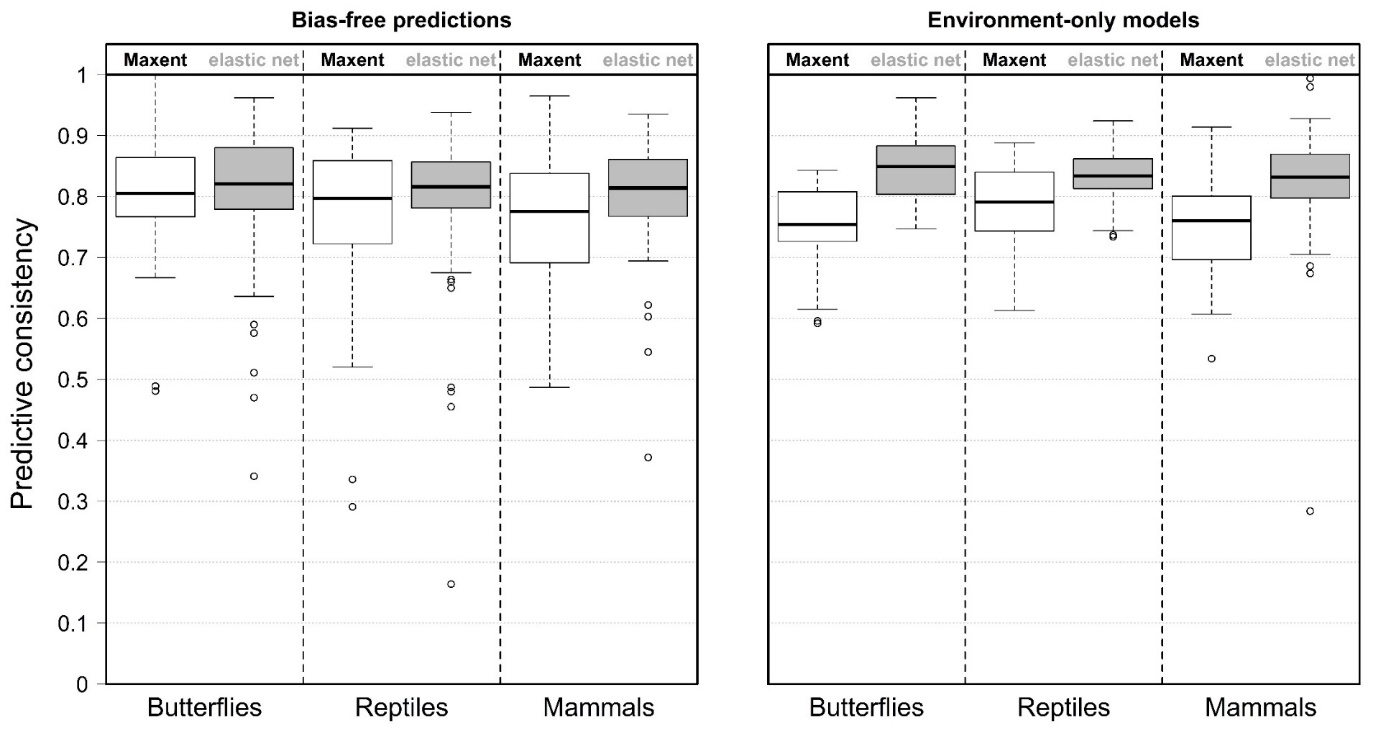 Bias-free predictions
Environment-only models
Maxent elastic net Maxent elastic net Maxent elastic net
Maxent elastic net Maxent elastic net Maxent elastic net
Predictive consistency
1
0.9
0.8
0.7
0.6
0.5
0.4
0.3
0.2
0.1
0
Butterflies Reptiles Mammals
Butterflies Reptiles Mammals